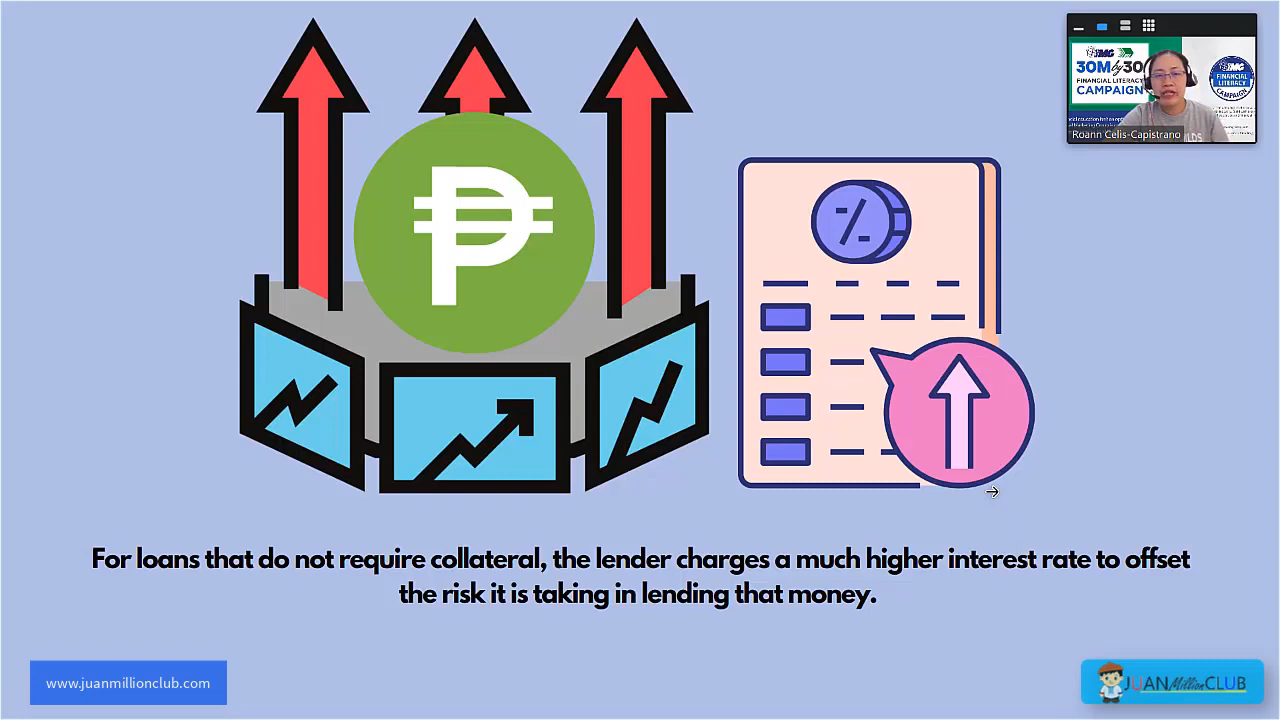 IMG
30M by 30
FINANCIAL LITERACY
CAMPAIGN
IMG
FINANCIAL
LITERACY
CAMPAIGN
Roann Celis-Capistrano
For loans that do not require collateral, the lender charges a much higher interest rate to offset
the risk it is taking in lending that money.
www.juanmillionclub.com
JUAN Million CLUB